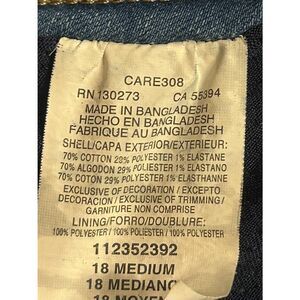 CARE308
RN 130273 CA 55394
MADE IN BANGLADESH
HECHO EN BANGLADESH
FABRIQUE AU BANGLADESH
SHELL/CAPA EXTERIOR/EXTERIEUR:
70% COTTON 29% POLYESTER 1% ELASTANE
70% ALGODON 29% POLIESTER 1% ELASTANO
70% COTON 29% POLYESTER 1% ELASTHANNE
EXCLUSIVE OF DECORATION / EXCEPTO
DECORACION / EXCLUSIVE OF TRIMMING /
GARNITURE NON COMPRISE
LINING/FORRO/DOUBLURE:
100% POLYESTER / 100% POLIESTER / 100% POLYESTER
112352392
18 MEDIUM
18 MEDIANO
18 MOYEN